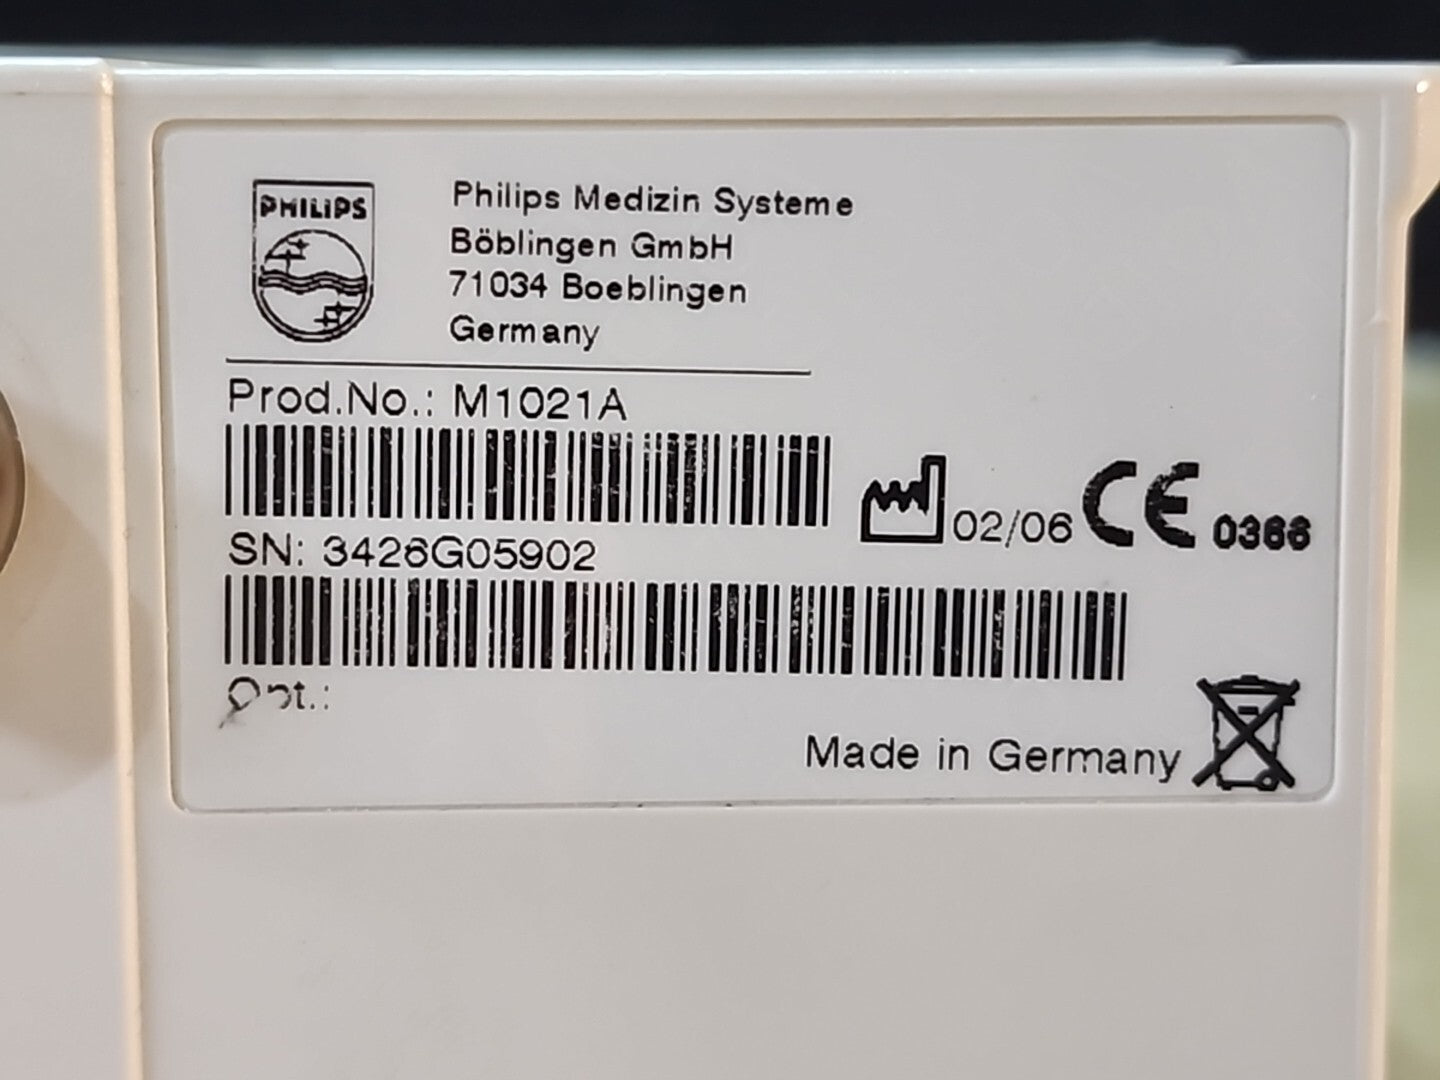 PHILIPS
Philips Medizin Systeme
Böblingen GmbH
71034 Boeblingen
Germany
Prod.No.: M1021A
02/06 CE 0366
SN: 3426G05902
Opt.:
Made in Germany